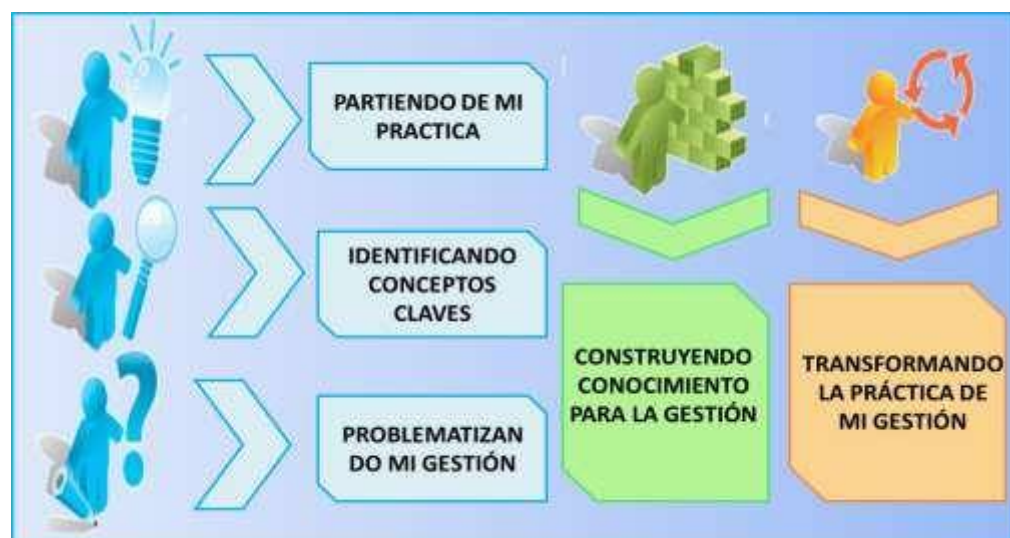 PARTIENDO DE MI
PRACTICA
IDENTIFICANDO
CONCEPTOS
CLAVES
PROBLEMATIZAN
DO MI GESTIÓN
CONSTRUYENDO
CONOCIMIENTO
PARA LA GESTIÓN
TRANSFORMANDO
LA PRÁCTICA DE
MI GESTIÓN